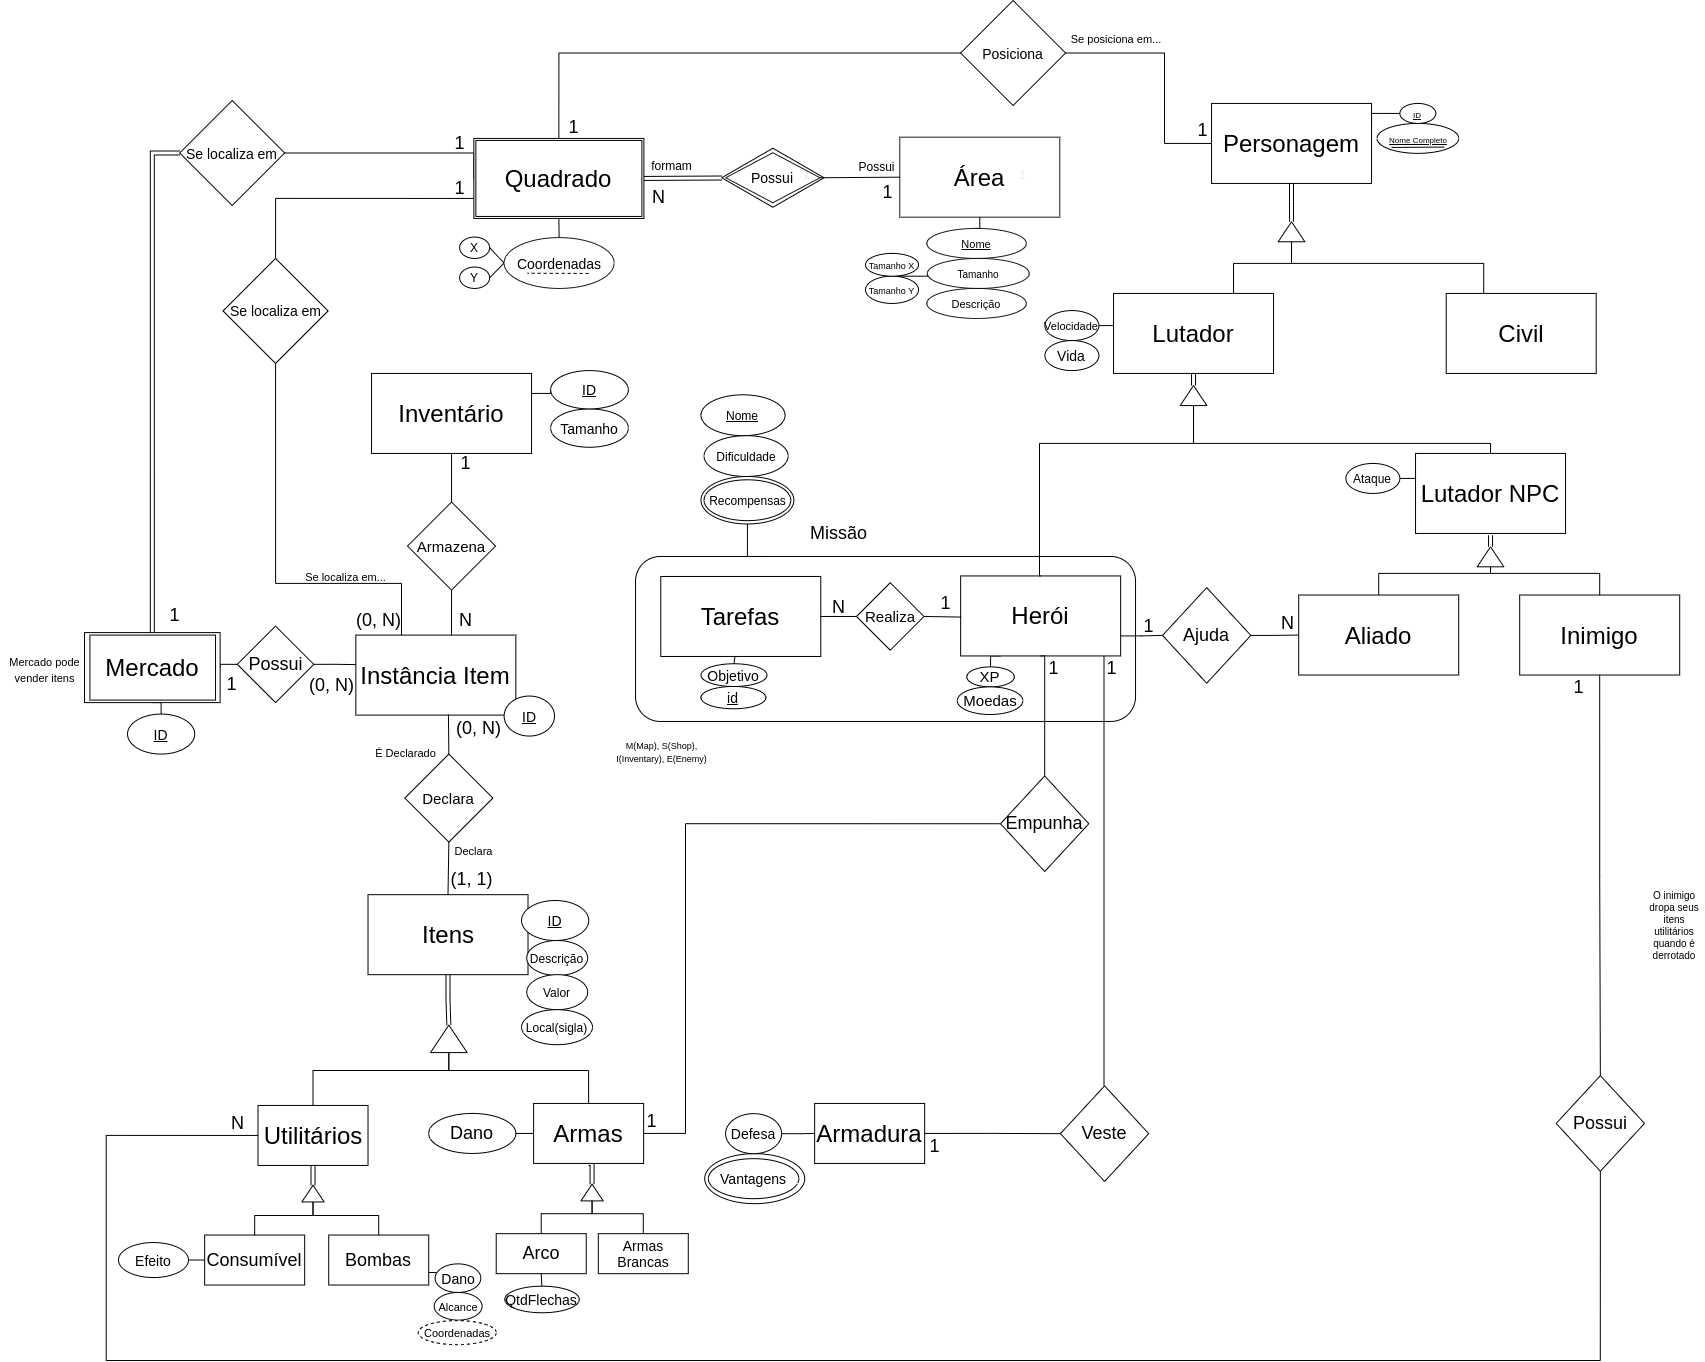 Posiciona
Se posiciona em...
1
Personagem
ID
Nome Completo
1
Se localiza em
1
Quadrado
formam
N
Possui
Possui
1
Área
1
1
Coordenadas
X
Y
Nome
Tamanho
Tamanho X
Tamanho Y
Descrição
Se localiza em
Velocidade
Vida
Lutador
Civil
Inventário
ID
Tamanho
1
Armazena
N
Nome
Dificuldade
Recompensas
Missão
Ataque
Lutador NPC
Se localiza em...
(0, N)
1
Mercado pode
vender itens
Mercado
1
Possui
(0, N)
Instância Item
ID
ID
Tarefas
N
Realiza
1
Herói
1
Ajuda
N
Aliado
Inimigo
Objetivo
id
XP
Moedas
1
1
1
(0, N)
É Declarado
Declara
Declara
(1, 1)
M(Map), S(Shop),
I(Inventary), E(Enemy)
Empunha
O inimigo
dropa seus
itens
utilitários
quando é
derrotado
Itens
ID
Descrição
Valor
Local(sigla)
N
Utilitários
Dano
Armas
1
Defesa
Vantagens
Armadura
1
Veste
Possui
Efeito
Consumível
Bombas
Dano
Alcance
Coordenadas
Arco
QtdFlechas
Armas
Brancas